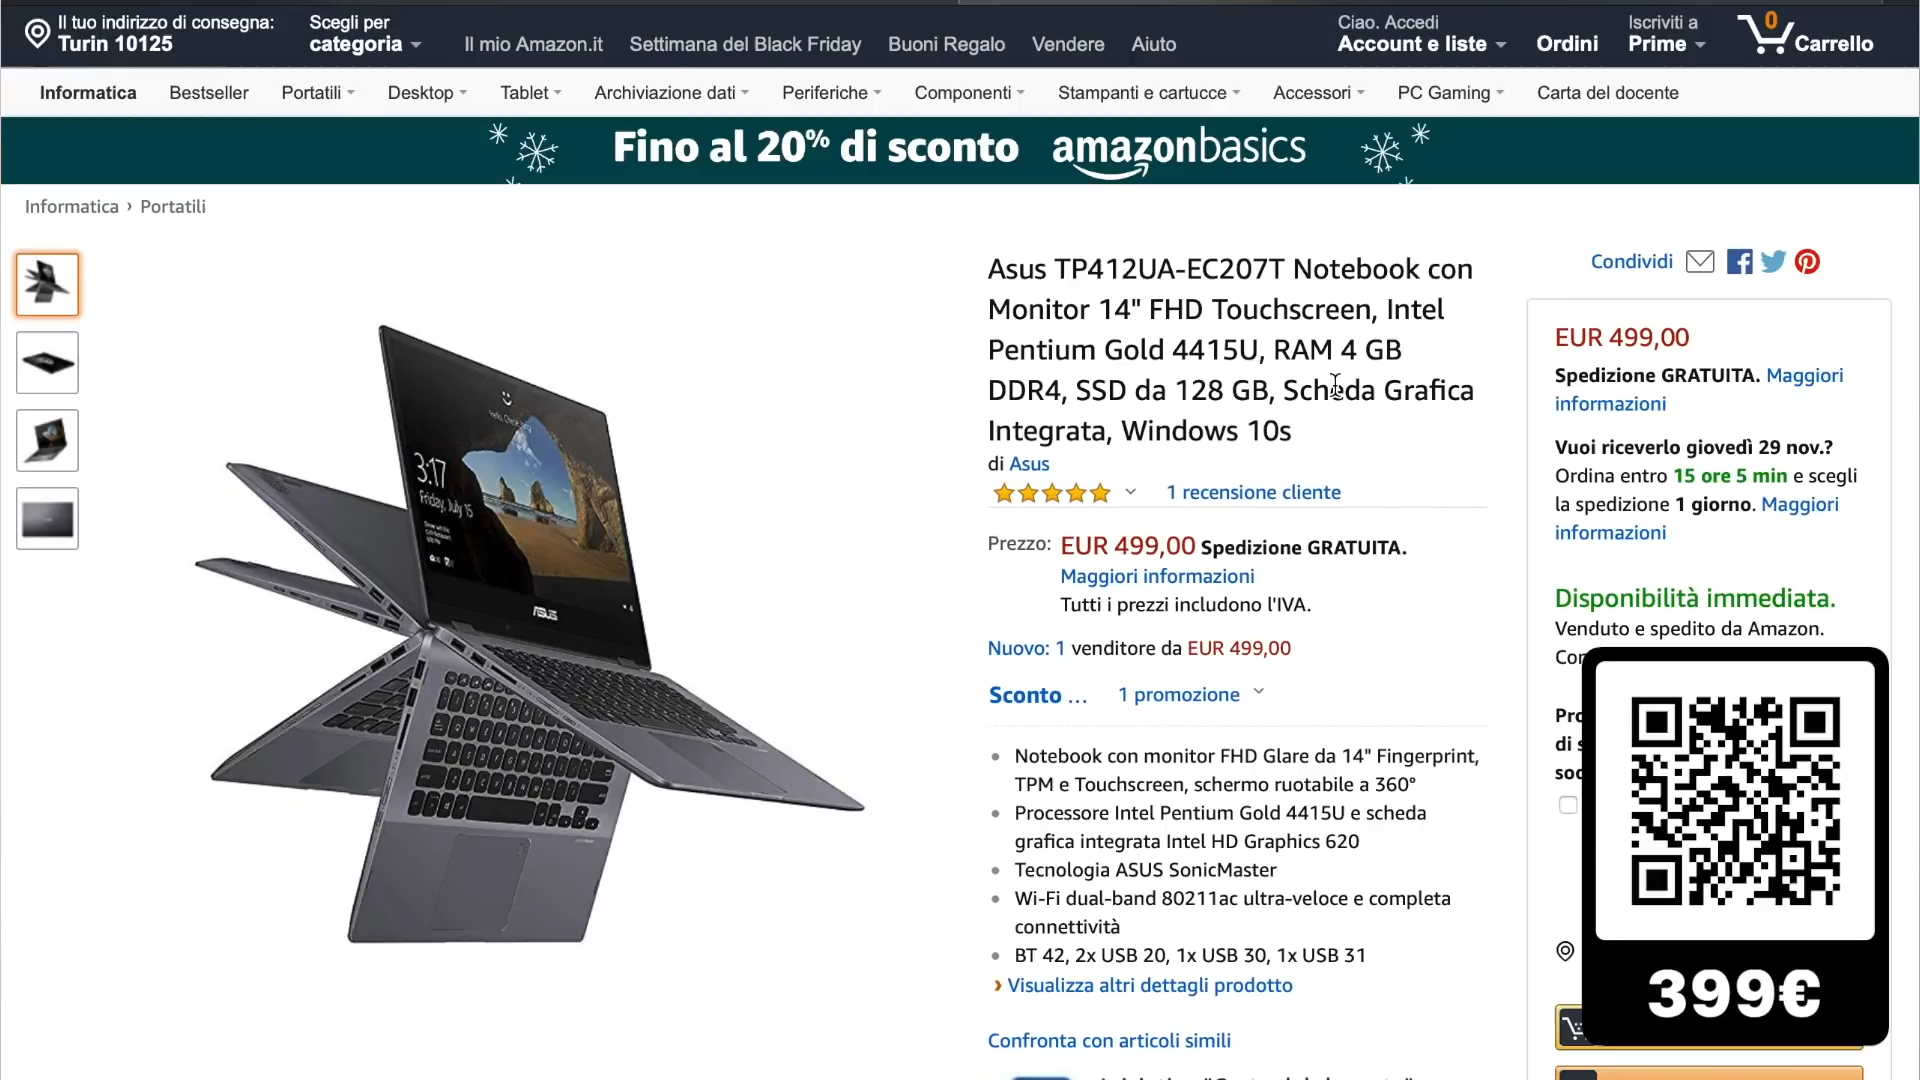 Il tuo indirizzo di consegna:
Turin 10125
Scegli per
categoria
Il mio Amazon.it
Settimana del Black Friday
Buoni Regalo
Vendere
Aiuto
Ciao. Accedi
Account e liste
Ordini
Iscriviti a
Prime
0
Carrello
Informatica
Bestseller
Portatili
Desktop
Tablet
Archiviazione dati
Periferiche
Componenti
Stampanti e cartucce
Accessori
PC Gaming
Carta del docente
Fino al 20% di sconto amazonbasics
Informatica › Portatili
Asus TP412UA-EC207T Notebook con
Monitor 14" FHD Touchscreen, Intel
Pentium Gold 4415U, RAM 4 GB
DDR4, SSD da 128 GB, Scheda Grafica
Integrata, Windows 10s
di Asus
1 recensione cliente
Prezzo: EUR 499,00 Spedizione GRATUITA.
Maggiori informazioni
Tutti i prezzi includono l'IVA.
Nuovo: 1 venditore da EUR 499,00
Sconto ... 1 promozione
Notebook con monitor FHD Glare da 14" Fingerprint,
TPM e Touchscreen, schermo ruotabile a 360°
Processore Intel Pentium Gold 4415U e scheda
grafica integrata Intel HD Graphics 620
Tecnologia ASUS SonicMaster
Wi-Fi dual-band 80211ac ultra-veloce e completa
connettività
BT 42, 2x USB 20, 1x USB 30, 1x USB 31
› Visualizza altri dettagli prodotto
Confronta con articoli simili
Condividi
EUR 499,00
Spedizione GRATUITA. Maggiori
informazioni
Vuoi riceverlo giovedì 29 nov.?
Ordina entro 15 ore 5 min e scegli
la spedizione 1 giorno. Maggiori
informazioni
Disponibilità immediata.
Venduto e spedito da Amazon.
399€
3:17
Friday, July 15
ASUS